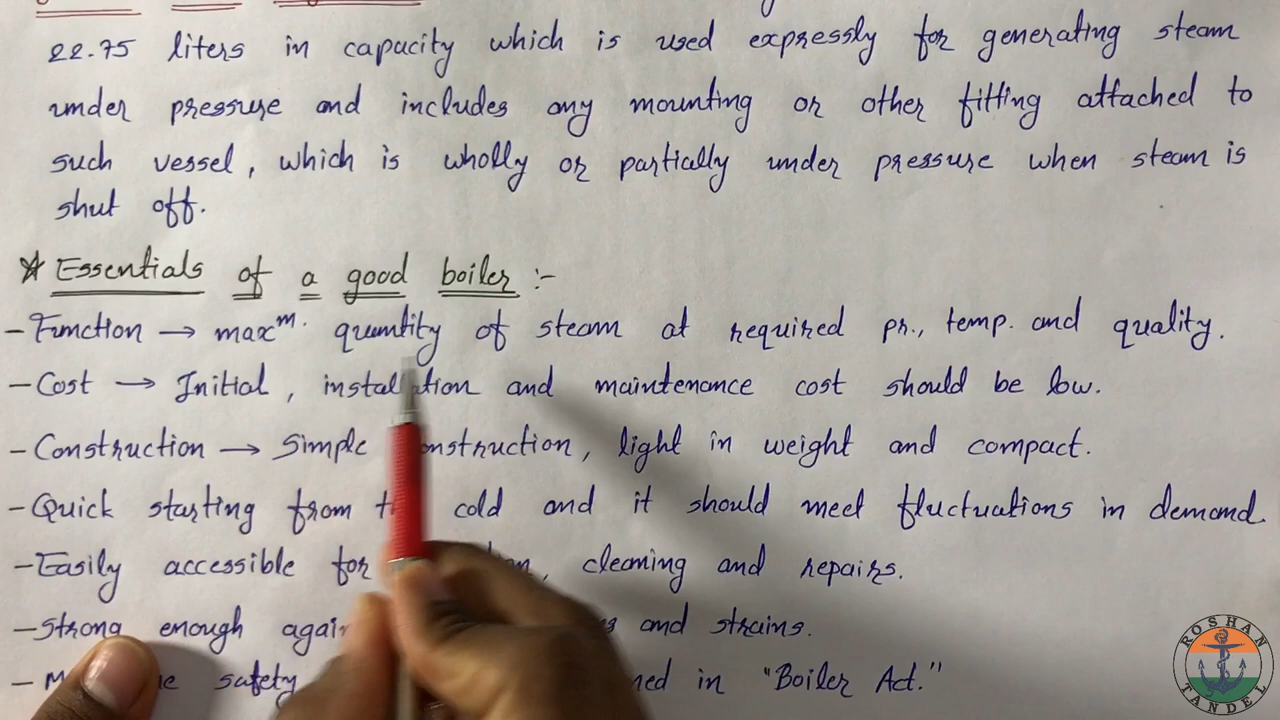 22.75 liters in capacity which is used expressly for generating steam
under pressure and includes any mounting or other fitting attached to
such vessel, which is wholly or partially under pressure when steam is
shut off.
* Essentials of a good boiler :-
- Function → maxm. quantity of steam at required pr., temp. and quality.
- Cost → Initial, installation and maintenance cost should be low.
- Construction → Simple construction, light in weight and compact.
- Quick starting from the cold and it should meet fluctuations in demand
- Easily accessible for cleaning and repairs.
- Strong enough and strains.
- safety in "Boiler Act."
ROSHAN
TANDEL